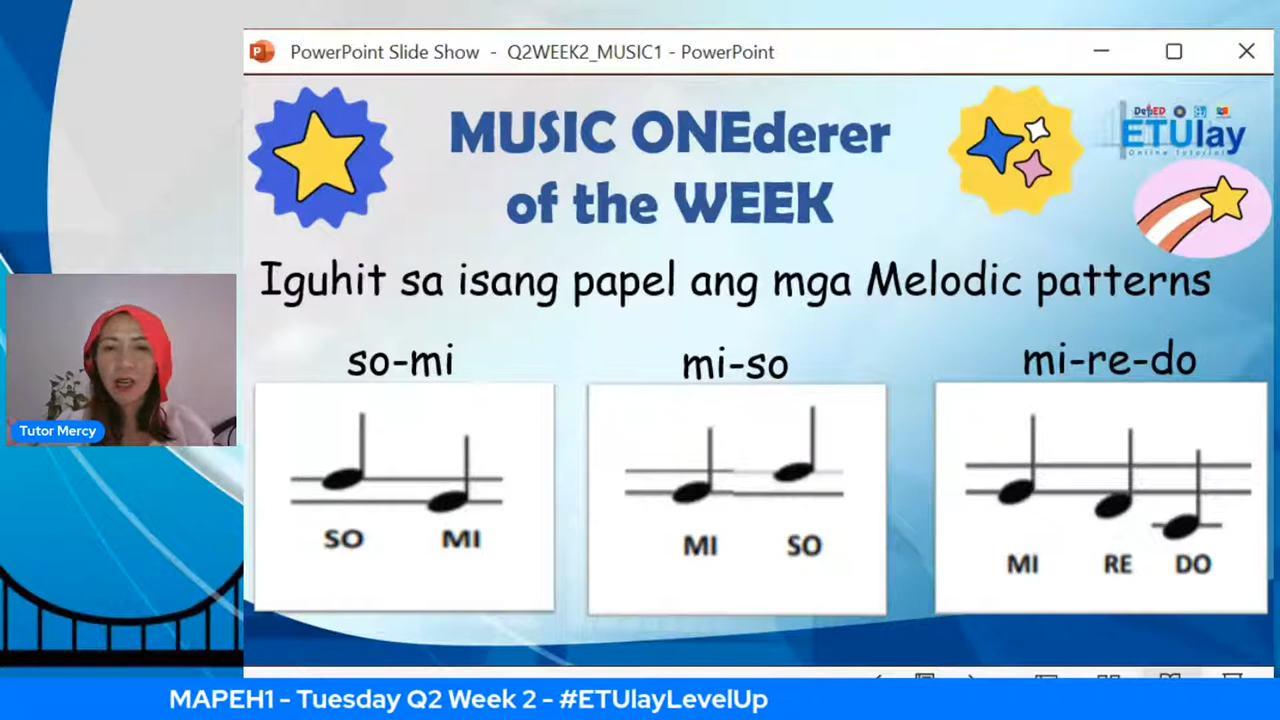 PowerPoint Slide Show - Q2WEEK2_MUSIC1 - PowerPoint
MUSIC ONEderer
of the WEEK
DepED
ETUlay
Online Tutorial
Iguhit sa isang papel ang mga Melodic patterns
so-mi
mi-so
mi-re-do
SO MI
MI SO
MI RE DO
Tutor Mercy
MAPEH1 - Tuesday Q2 Week 2 - #ETUlayLevelUp